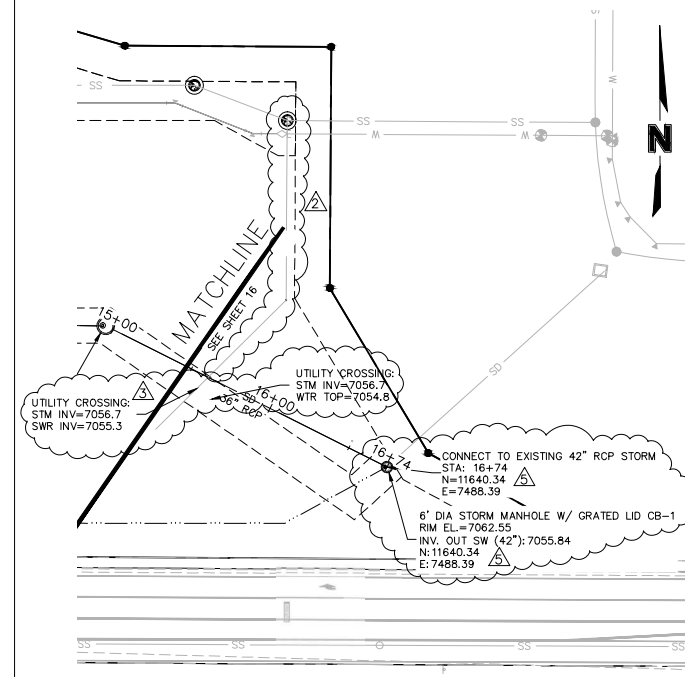 SS
W
SS
SS
W
W
N
2
MATCHLINE
SEE SHEET 16
15+00
SD
UTILITY CROSSING:
STM INV=7056.7
WTR TOP=7054.8
3
UTILITY CROSSING:
STM INV=7056.7
SWR INV=7055.3
16+00
SD
36" RCP
16+74
CONNECT TO EXISTING 42" RCP STORM
STA: 16+74
N=11640.34
E=7488.39
5
6' DIA STORM MANHOLE W/ GRATED LID CB-1
RIM EL.=7062.55
INV. OUT SW (42"): 7055.84
N: 11640.34
E: 7488.39
5
SS
SS
SS
SS